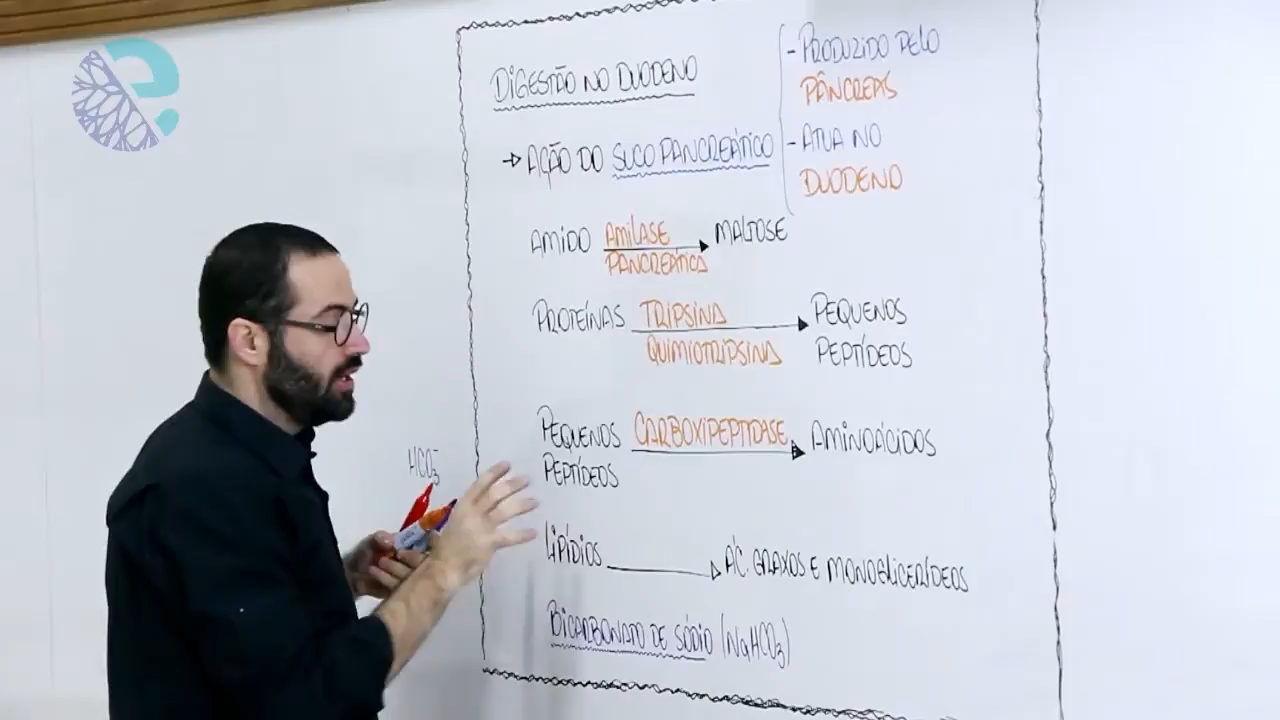 DIGESTÃO NO DUODENO
→ AÇÃO DO SUCO PANCREÁTICO
- PRODUZIDO PELO
PÂNCREAS
- ATUA NO
DUODENO
AMIDO AMILASE MALTOSE
PANCREÁTICA
PROTEÍNAS TRIPSINA PEQUENOS
QUIMIOTRIPSINA PEPTÍDEOS
PEQUENOS CARBOXIPEPTIDASE AMINOÁCIDOS
PEPTÍDEOS
HCO₃⁻
LIPÍDIOS ÁC. GRAXOS E MONOGLICERÍDEOS
BICARBONATO DE SÓDIO (NaHCO₃)
e